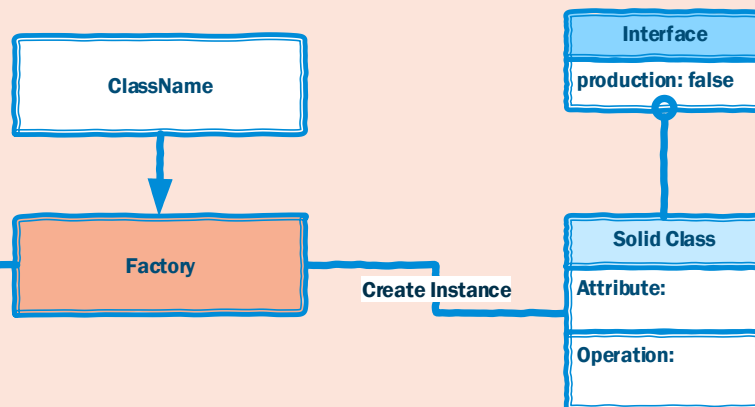 ClassName
Interface
production: false
Factory
Create Instance
Solid Class
Attribute:
Operation: